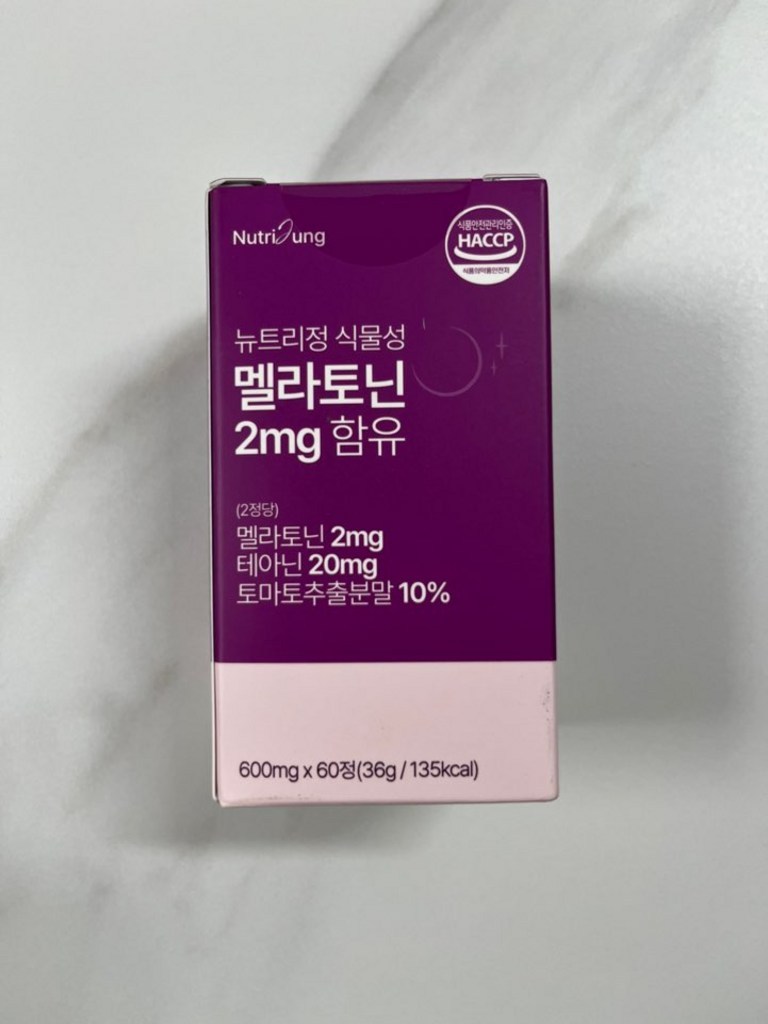 NutriJung
식품안전관리인증
HACCP
식품의약품안전처
뉴트리정 식물성
멜라토닌
2mg 함유
(2정당)
멜라토닌 2mg
테아닌 20mg
토마토추출분말 10%
600mg x 60정(36g / 135kcal)